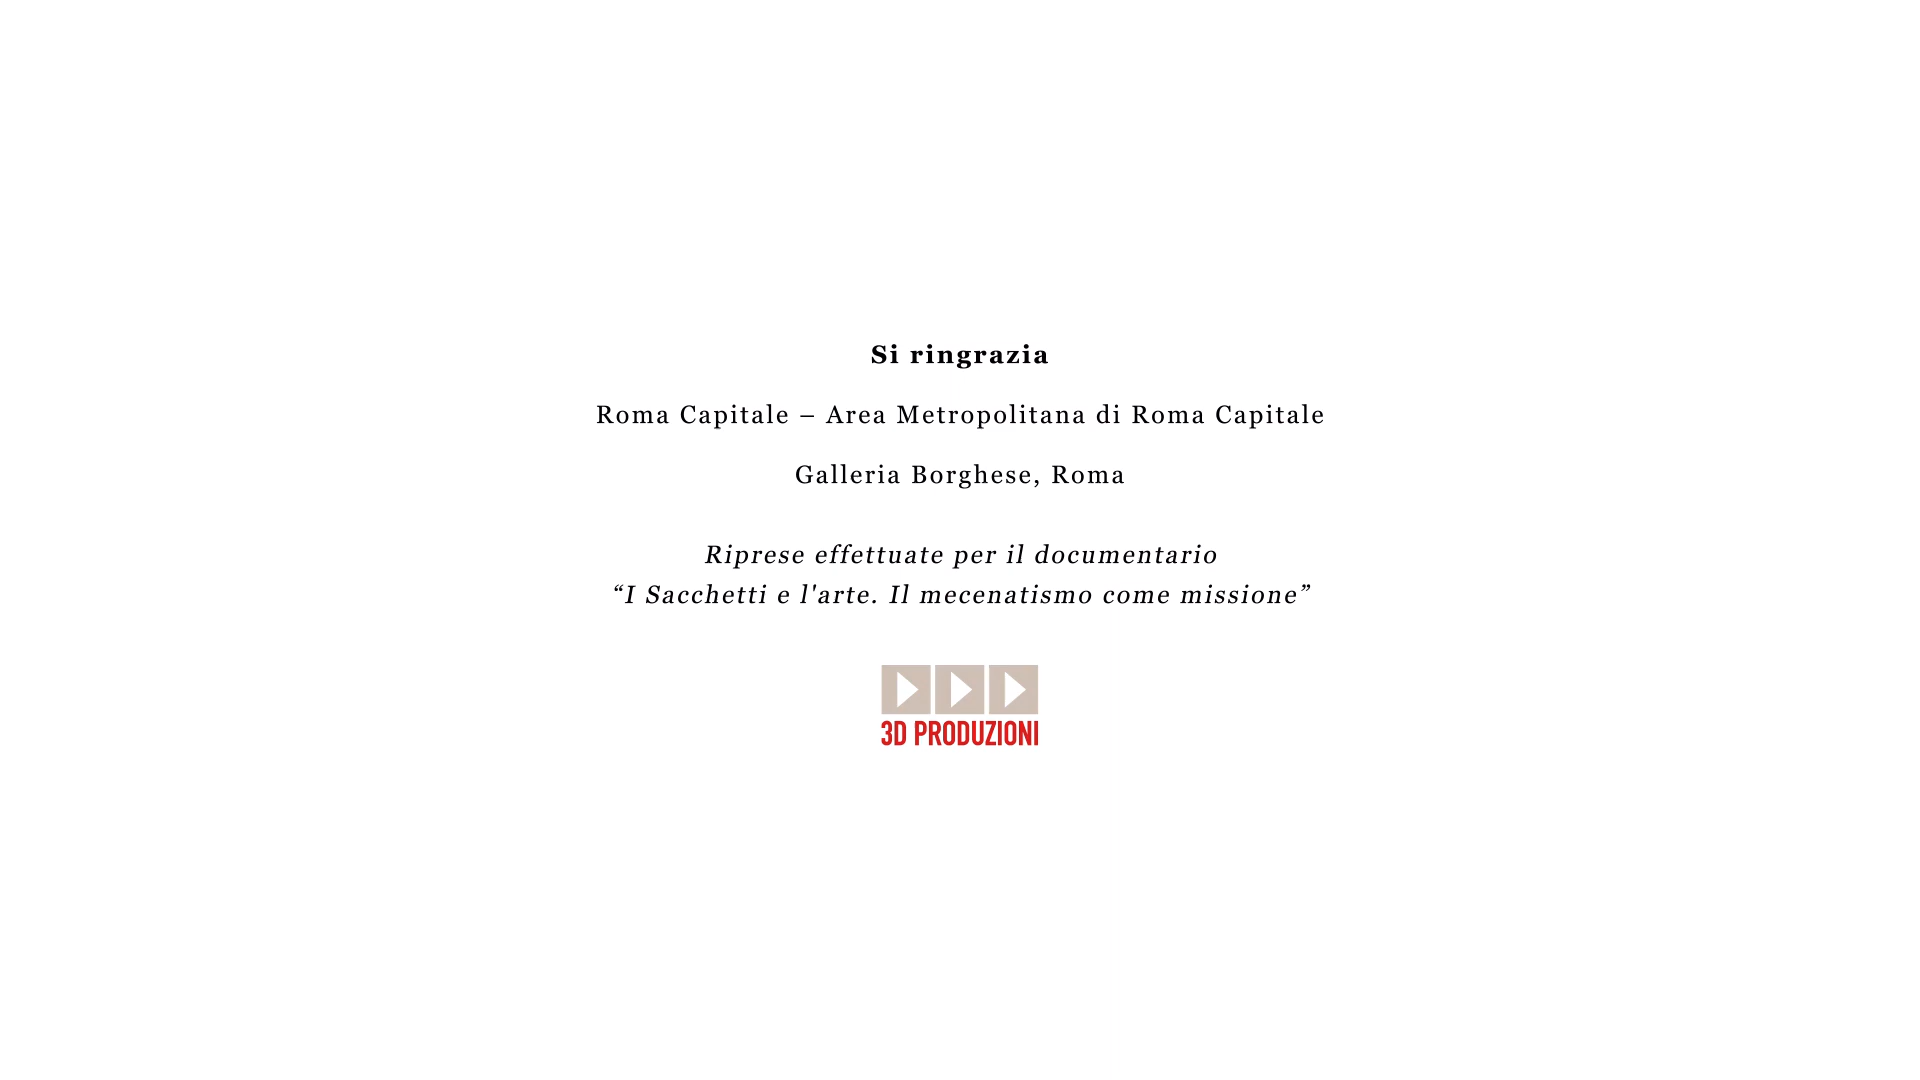 Si ringrazia
Roma Capitale – Area Metropolitana di Roma Capitale
Galleria Borghese, Roma
Riprese effettuate per il documentario
“I Sacchetti e l'arte. Il mecenatismo come missione”
3D PRODUZIONI